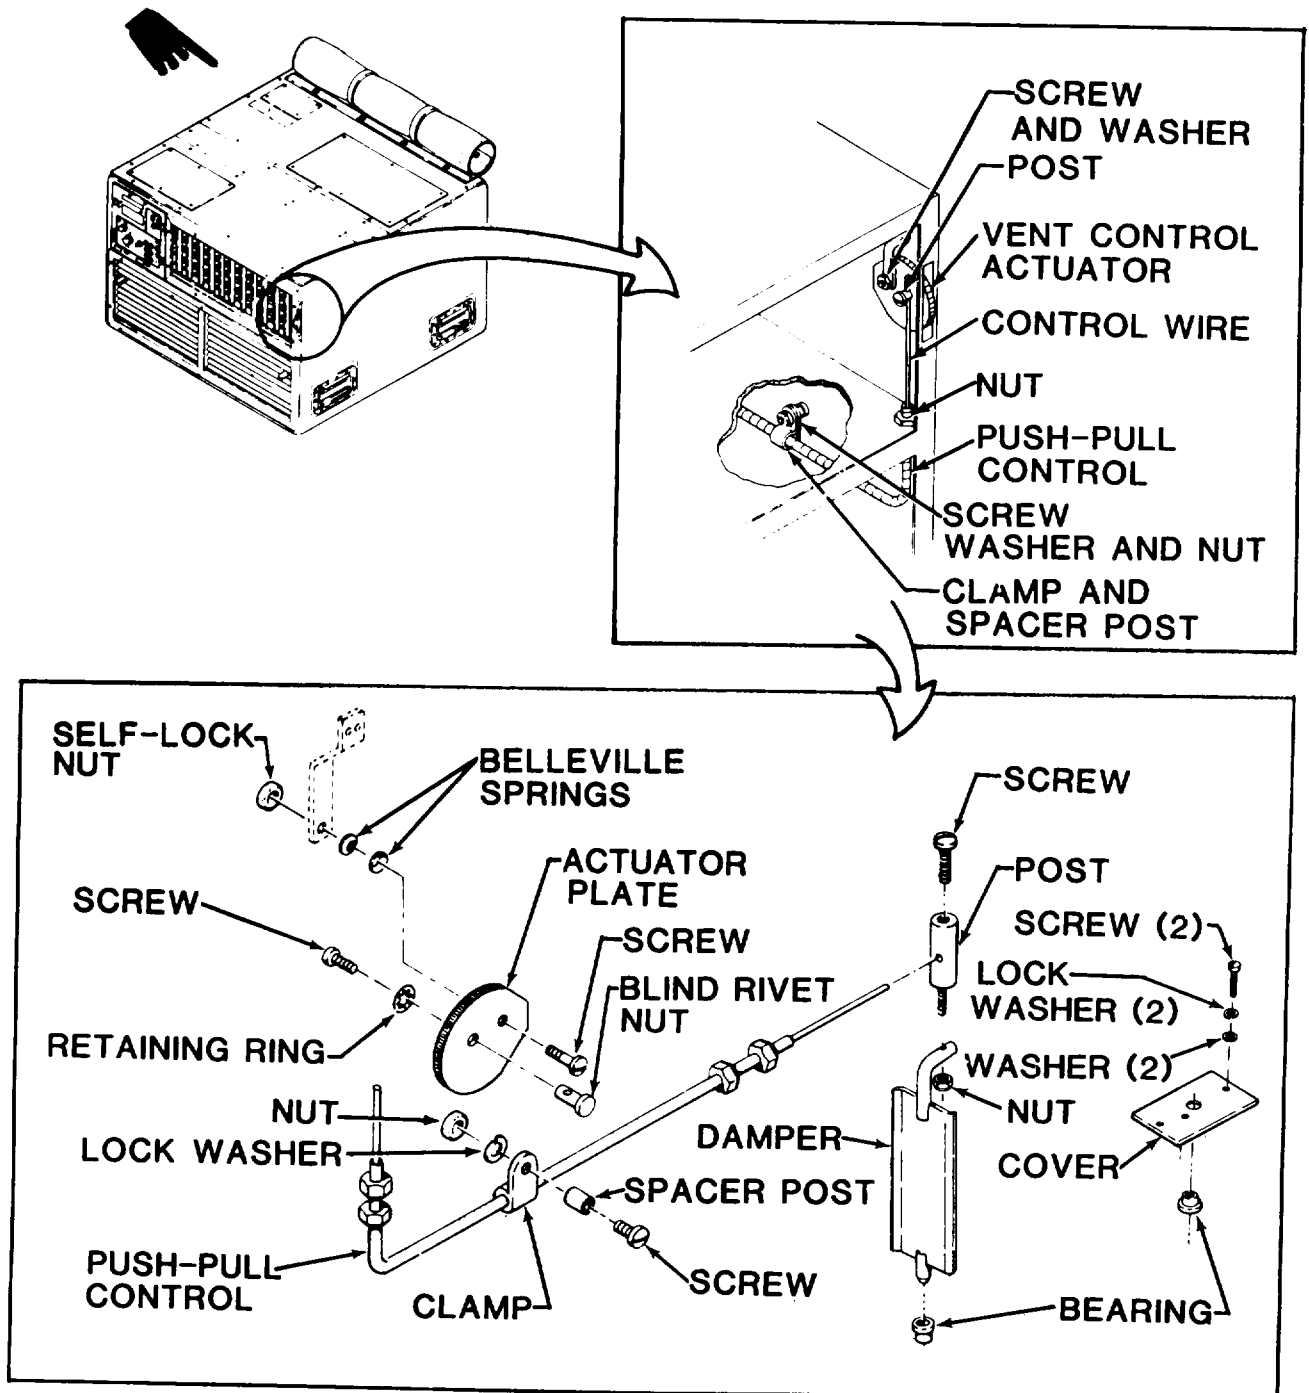 SCREW
AND WASHER
POST
VENT CONTROL
ACTUATOR
CONTROL WIRE
NUT
PUSH-PULL
CONTROL
SCREW
WASHER AND NUT
CLAMP AND
SPACER POST
SELF-LOCK
NUT
BELLEVILLE
SPRINGS
SCREW
ACTUATOR
PLATE
POST
SCREW
SCREW (2)
SCREW
BLIND RIVET
NUT
LOCK
WASHER (2)
RETAINING RING
WASHER (2)
NUT
NUT
DAMPER
LOCK WASHER
COVER
SPACER POST
PUSH-PULL
CONTROL
SCREW
CLAMP
BEARING